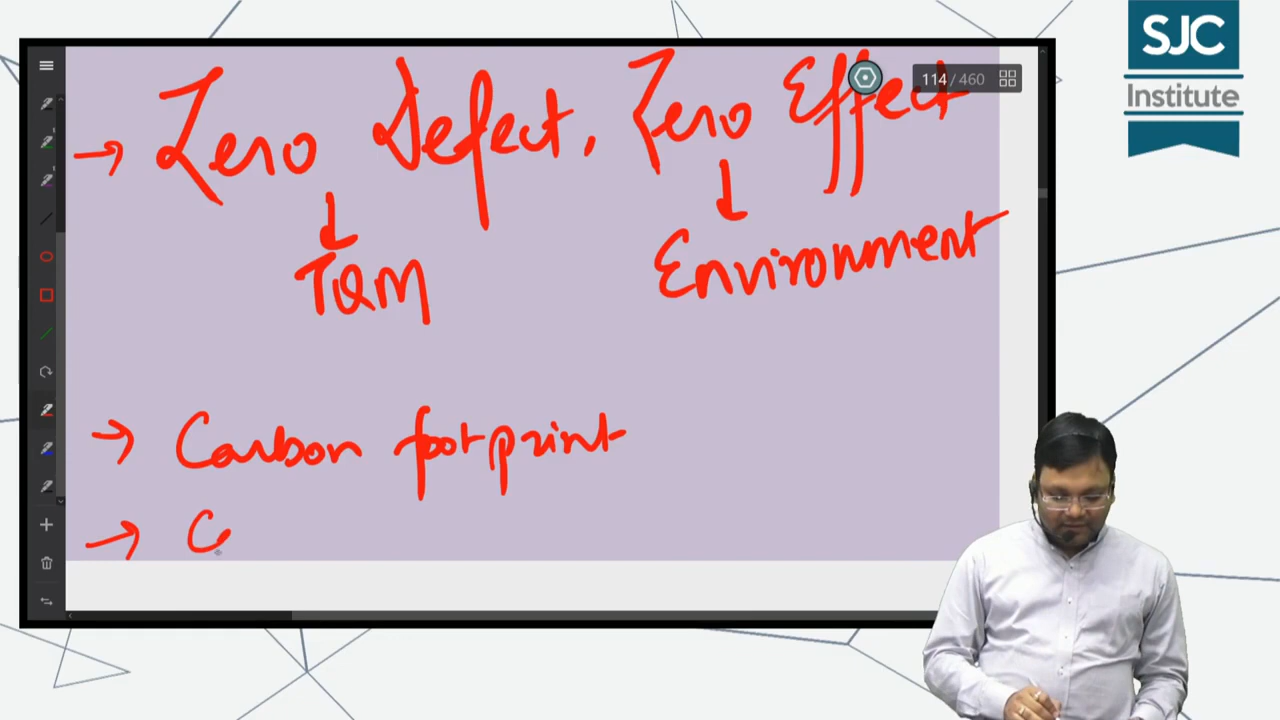 SJC
Institute
114 / 460
→ Zero Defect, Zero Effect
↓ ↓
TQM Environment
→ Carbon footprint
→ C